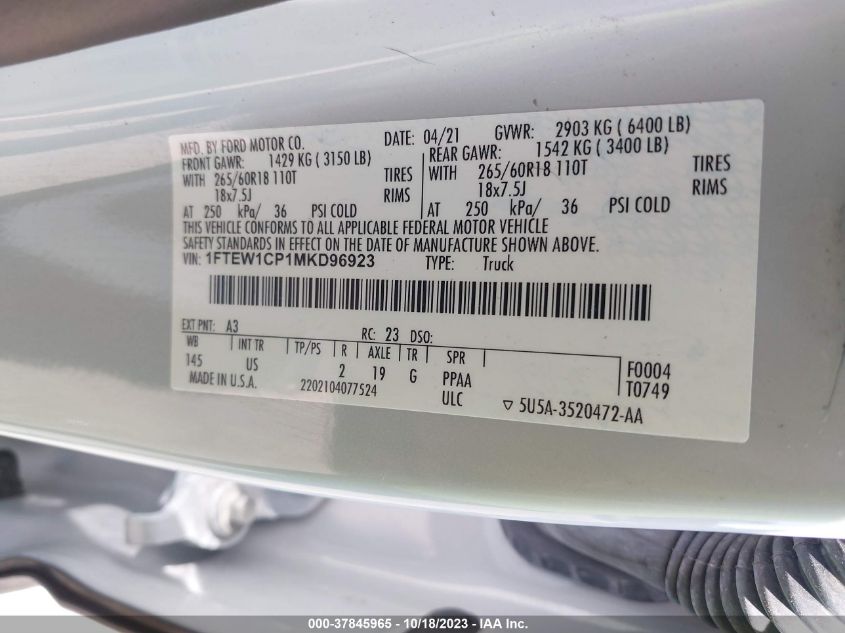 MFD. BY FORD MOTOR CO. DATE: 04/21 GVWR: 2903 KG ( 6400 LB)
FRONT GAWR: 1429 KG ( 3150 LB) REAR GAWR: 1542 KG ( 3400 LB)
WITH 265/60R18 110T TIRES WITH 265/60R18 110T TIRES
18x7.5J RIMS 18x7.5J RIMS
AT 250 kPa/ 36 PSI COLD AT 250 kPa/ 36 PSI COLD
THIS VEHICLE CONFORMS TO ALL APPLICABLE FEDERAL MOTOR VEHICLE
SAFETY STANDARDS IN EFFECT ON THE DATE OF MANUFACTURE SHOWN ABOVE.
VIN: 1FTEW1CP1MKD96923 TYPE: Truck
EXT PNT: A3 RC: 23 DSO:
WB INT TR TP/PS R AXLE TR SPR
145 US 2 19 G PPAA F0004
MADE IN U.S.A. 2202104077524 ULC T0749
▽ 5U5A-3520472-AA
000-37845965 - 10/18/2023 - IAA Inc.